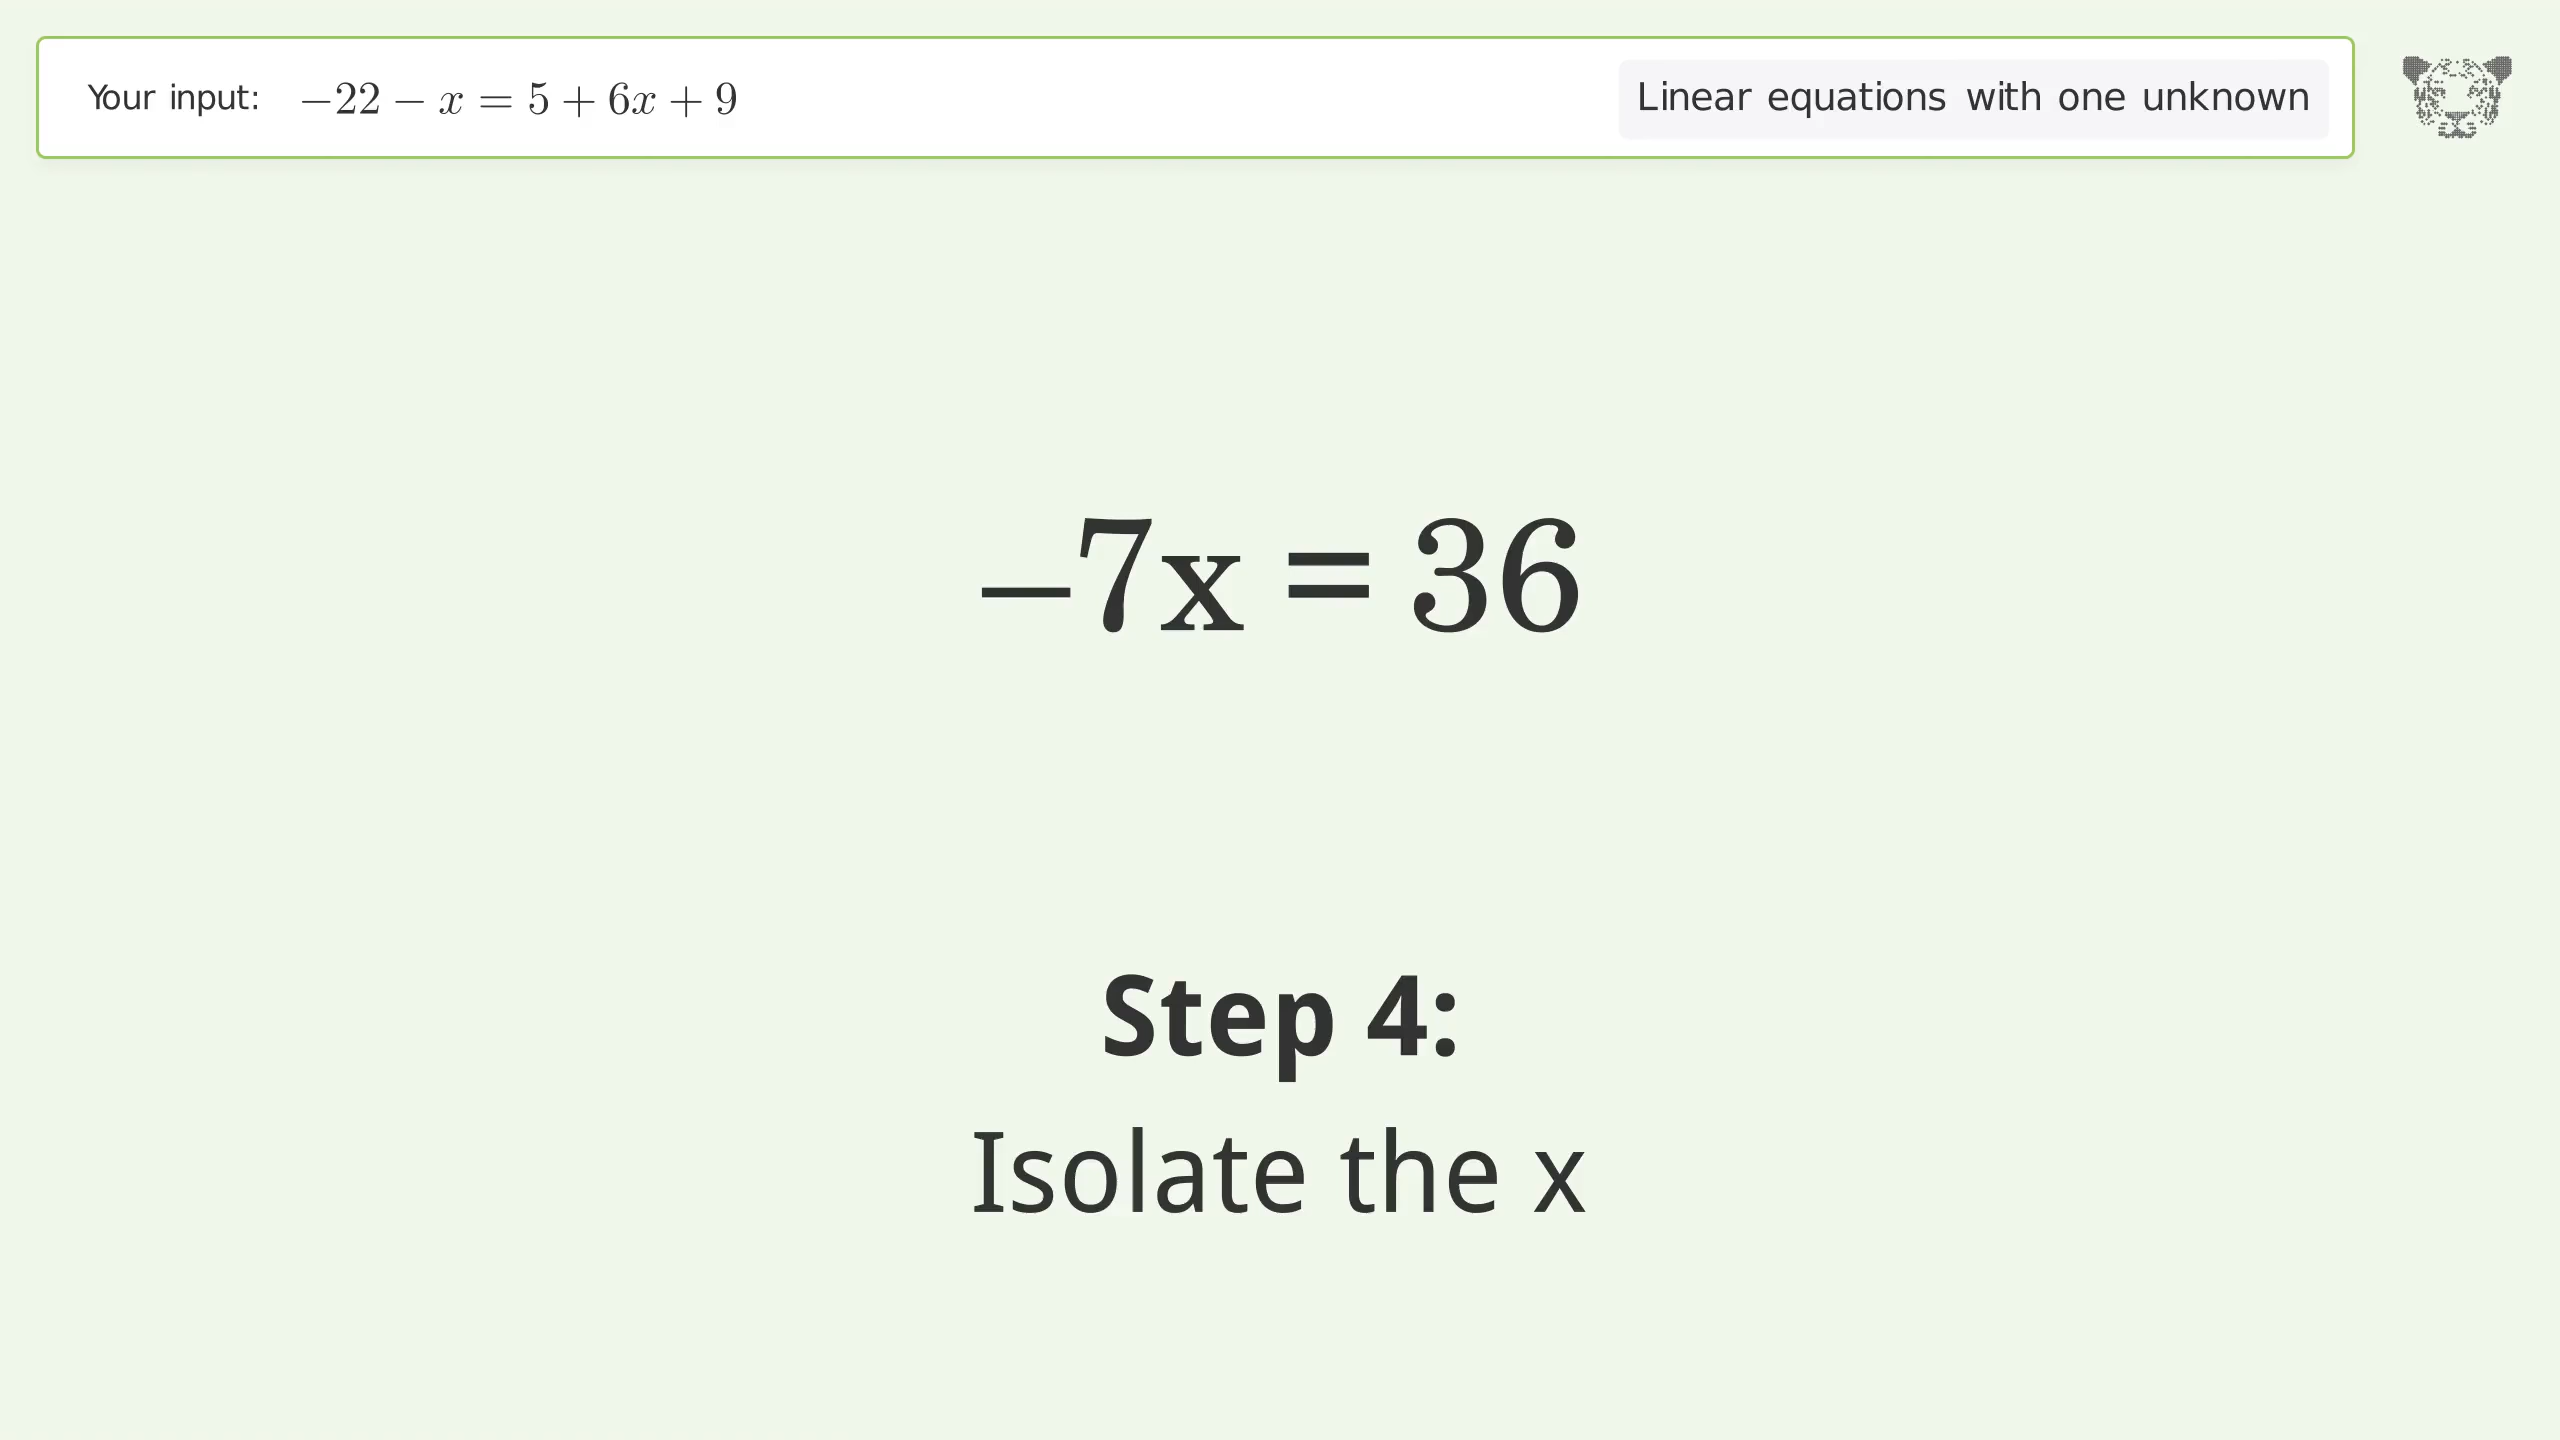 Your input: −22 − x = 5 + 6x + 9
Linear equations with one unknown
−7x = 36
Step 4:
Isolate the x